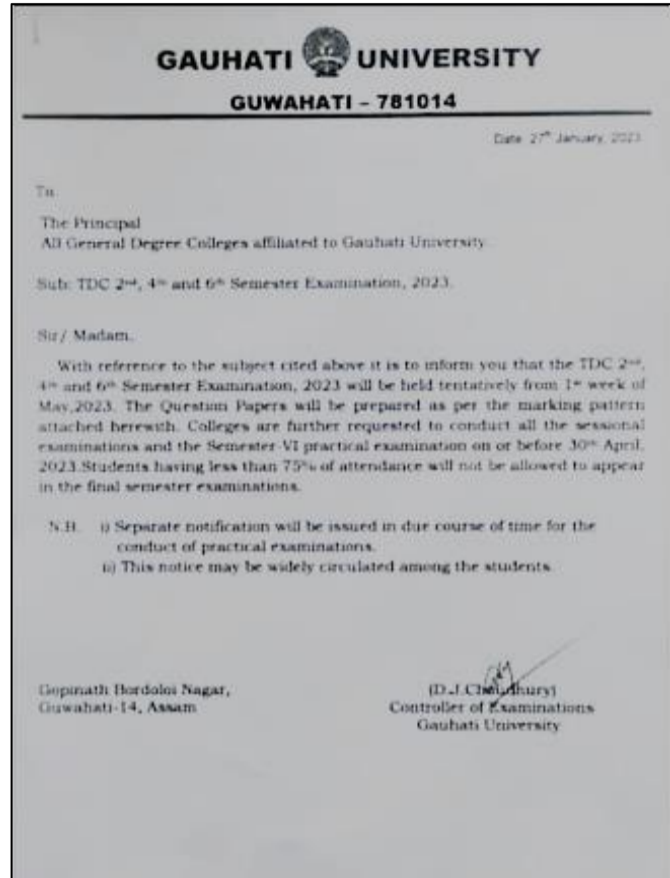 GAUHATI UNIVERSITY
GUWAHATI – 781014
Date 27th January, 2023
To
The Principal
All General Degree Colleges affiliated to Gauhati University.
Sub: TDC 2nd, 4th and 6th Semester Examination, 2023.
Sir/ Madam,
With reference to the subject cited above it is to inform you that the TDC 2nd,
4th and 6th Semester Examination, 2023 will be held tentatively from 1st week of
May,2023. The Question Papers will be prepared as per the marking pattern
attached herewith. Colleges are further requested to conduct all the sessional
examinations and the Semester-VI practical examination on or before 30th April,
2023.Students having less than 75% of attendance will not be allowed to appear
in the final semester examinations.
N.B. i) Separate notification will be issued in due course of time for the
conduct of practical examinations.
ii) This notice may be widely circulated among the students.
Gopinath Bordoloi Nagar,
Guwahati-14, Assam
(D.J.Choudhury)
Controller of Examinations
Gauhati University